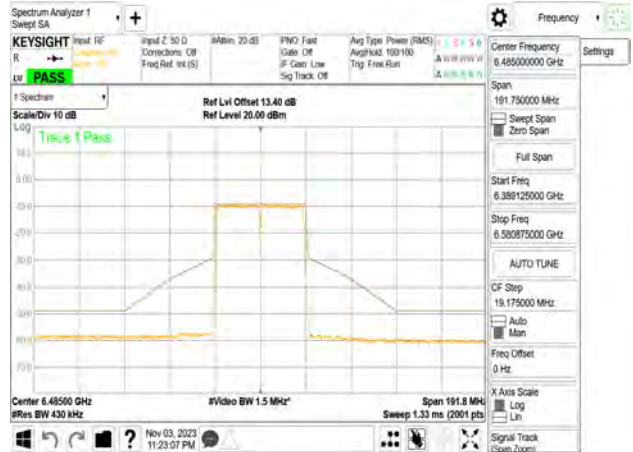 Spectrum Analyzer 1
Swept SA
+
Frequency
KEYSIGHT
Input: RF
R
PASS
Input Z: 50 Ω
Corrections: Off
Freq Ref: Int (S)
#Atten: 20 dB
PNO: Fast
Gate: Off
IF Gain: Low
Sig Track: Off
Avg Type: Power (RMS)
Avg|Hold: 100/100
Trig: Free Run
Center Frequency
6.485000000 GHz
Settings
Span
191.750000 MHz
Swept Span
Zero Span
Full Span
Start Freq
6.389125000 GHz
Stop Freq
6.580875000 GHz
AUTO TUNE
CF Step
19.175000 MHz
Auto
Man
Freq Offset
0 Hz
X Axis Scale
Log
Lin
Signal Track
(Span Zoom)
1 Spectrum
Scale/Div 10 dB
Ref Lvl Offset 13.40 dB
Ref Level 20.00 dBm
Log
Trace 1 Pass
Center 6.48500 GHz
#Res BW 430 kHz
#Video BW 1.5 MHz*
Span 191.8 MH
Sweep 1.33 ms (2001 pts
?
Nov 03, 2023
11:23:07 PM